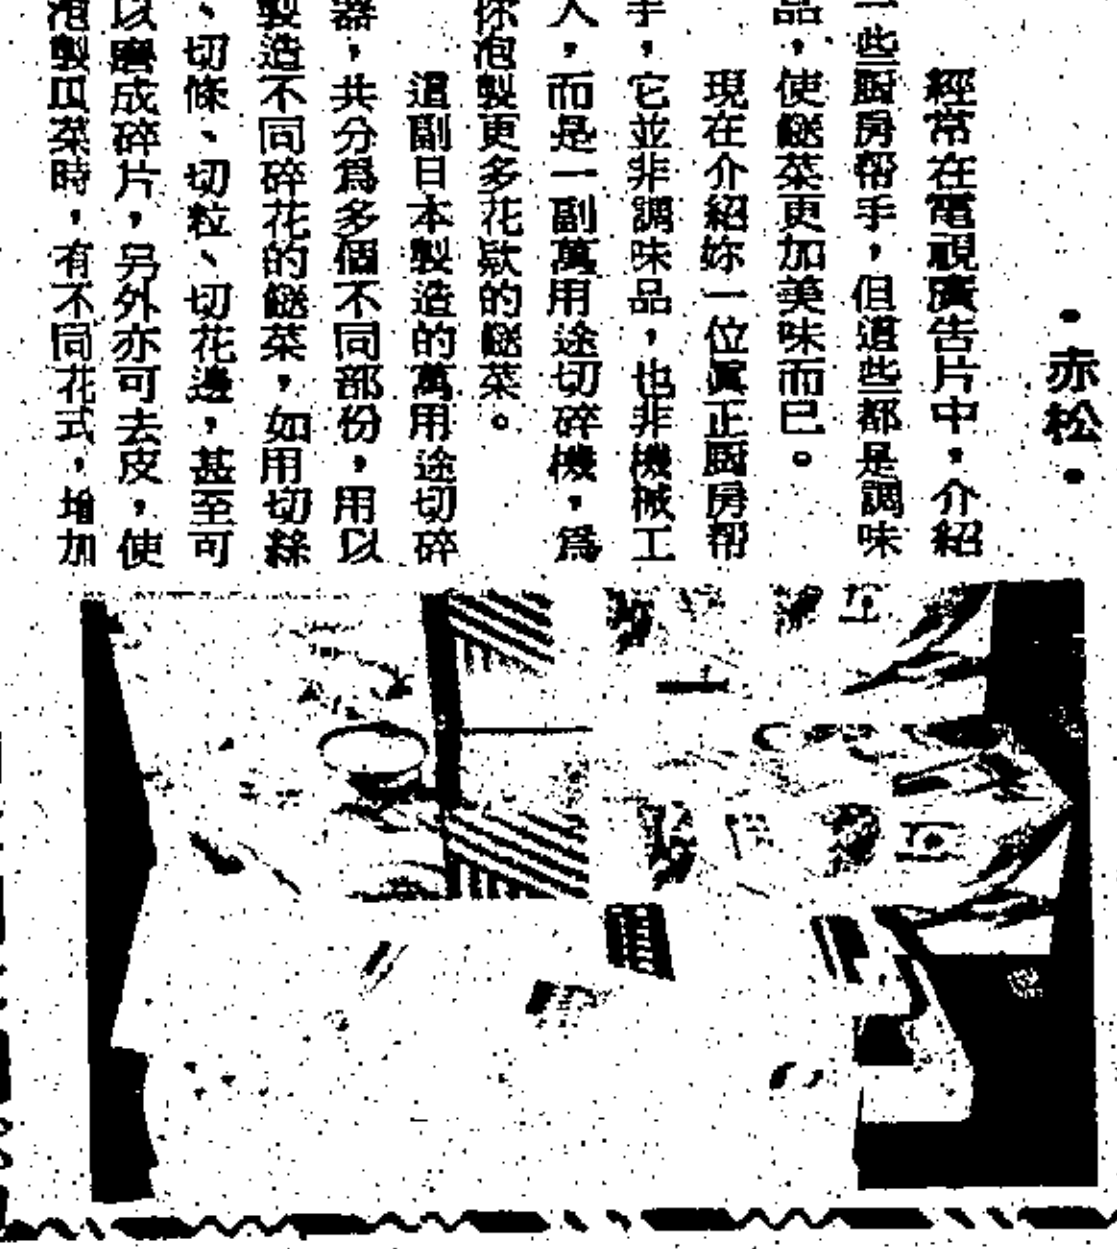 •赤松•
經常在電視廣告片中，介紹
一些厨房幫手，但這些都是調味
品，使餸菜更加美味而已。
現在介紹妳一位眞正厨房幫
手，它並非調味品，也非機械工
人，而是一副萬用途切碎機，爲
你泡製更多花欵的餸菜。
這副日本製造的萬用途切碎
器，共分爲多個不同部份，用以
製造不同碎花的餸菜，如用切絲
、切條、切粒、切花邊，甚至可
以磨成碎片，另外亦可去皮，使
泡製瓜菜時，有不同花式，增加